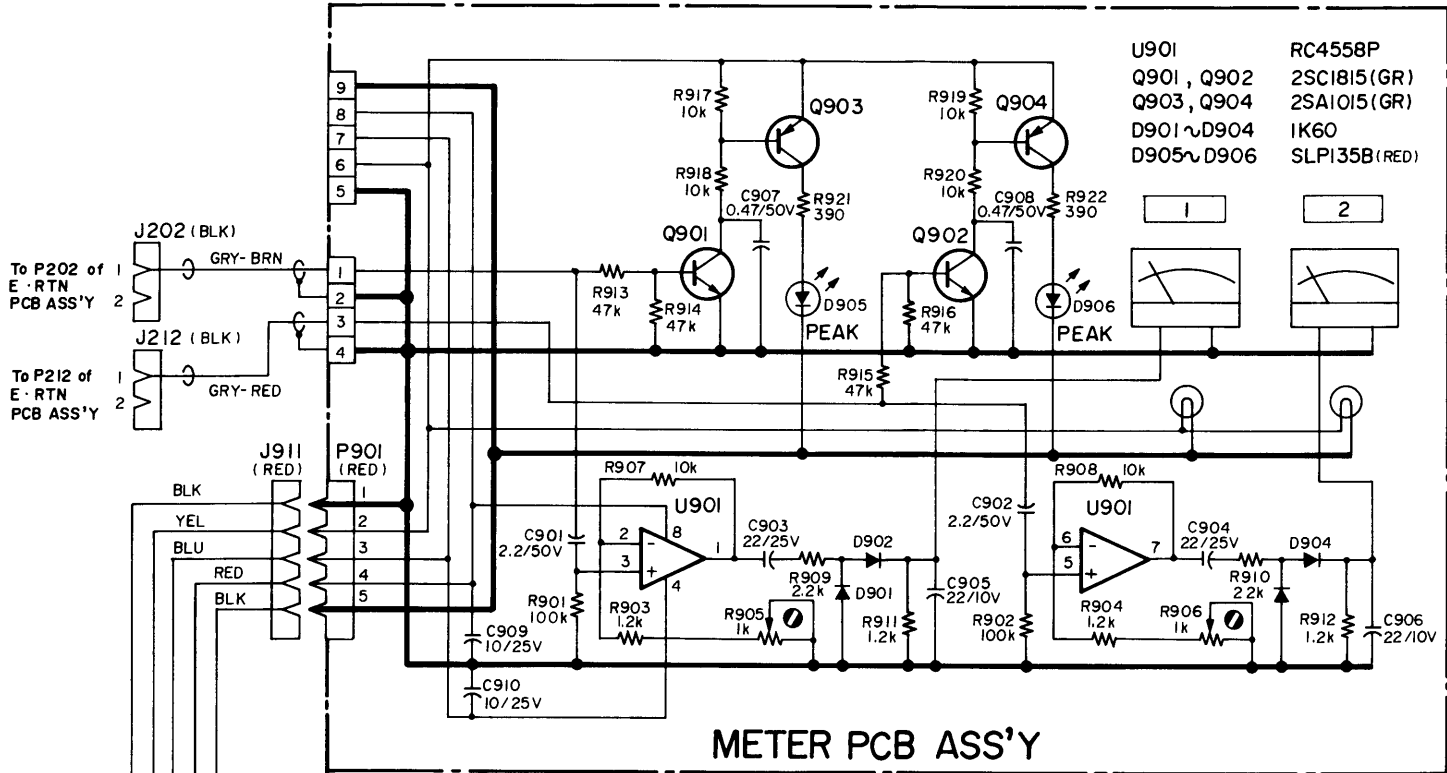 U901 RC4558P
Q901, Q902 2SC1815(GR)
Q903, Q904 2SA1015(GR)
D901~D904 1K60
D905~D906 SLP135B(RED)
9
8
7
6
5
R917
10k
Q903
R919
10k
Q904
R918
10k
C907
0.47/50V
R921
390
R920
10k
C908
0.47/50V
R922
390
1
2
J202 (BLK)
Q901
Q902
To P202 of
E·RTN
PCB ASS'Y
1
2
GRY-BRN
1
2
3
4
R913
47k
R914
47k
D905
PEAK
R916
47k
D906
PEAK
J212 (BLK)
To P212 of
E·RTN
PCB ASS'Y
1
2
GRY-RED
R915
47k
J911
(RED)
P901
(RED)
BLK
YEL
BLU
RED
BLK
1
2
3
4
5
R907 10k
U901
2
-
3
+
8
1
4
C901
2.2/50V
C903
22/25V
D902
R901
100k
R903
1.2k
R905
1k
R909
2.2k
D901
R911
1.2k
C905
22/10V
C902
2.2/50V
R908 10k
U901
6
-
5
+
7
C904
22/25V
D904
R910
2.2k
R902
100k
R904
1.2k
R906
1k
R912
1.2k
C906
22/10V
C909
10/25V
C910
10/25V
METER PCB ASS'Y